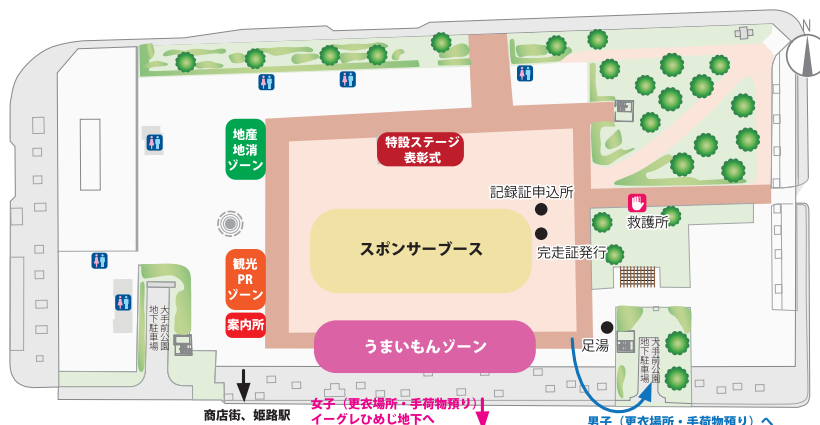 N
地産
地消
ゾーン
特設ステージ
表彰式
記録証申込所
救護所
スポンサーブース
完走証発行
観光
PR
ゾーン
案内所
うまいもんゾーン
足湯
大手前公園
地下駐車場
大手前公園
地下駐車場
商店街、姫路駅
女子（更衣場所・手荷物預り）
イーグレひめじ地下へ
男子（更衣場所・手荷物預り）へ